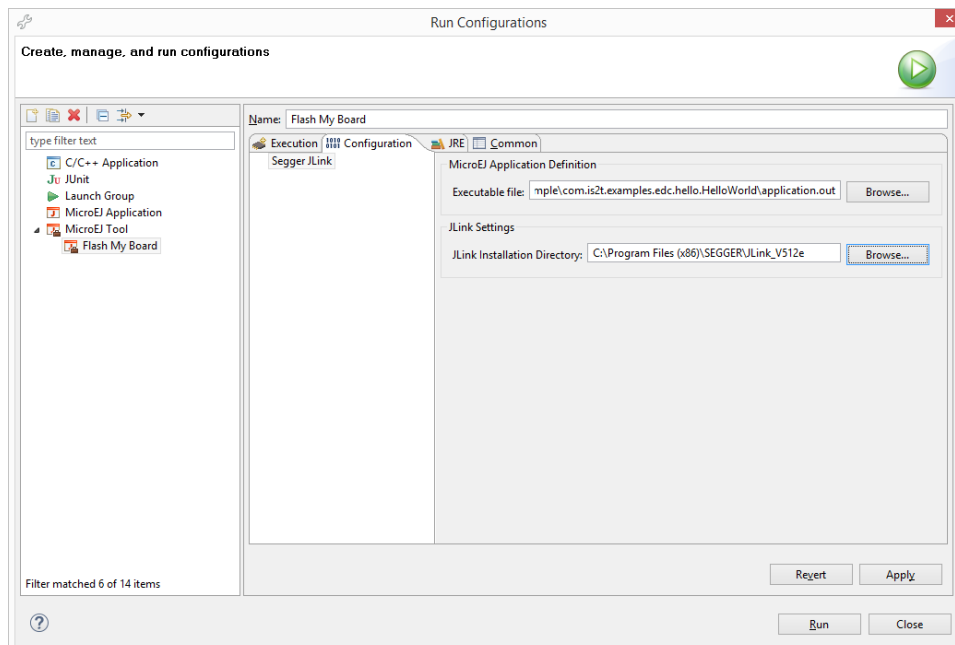 Run Configurations
Create, manage, and run configurations
type filter text
C/C++ Application
Ju JUnit
Launch Group
MicroEJ Application
MicroEJ Tool
Flash My Board
Filter matched 6 of 14 items
Name: Flash My Board
Execution Configuration JRE Common
Segger JLink
MicroEJ Application Definition
Executable file: mple\com.is2t.examples.edc.hello.HelloWorld\application.out Browse...
JLink Settings
JLink Installation Directory: C:\Program Files (x86)\SEGGER\JLink_V512e Browse...
Revert Apply
Run Close